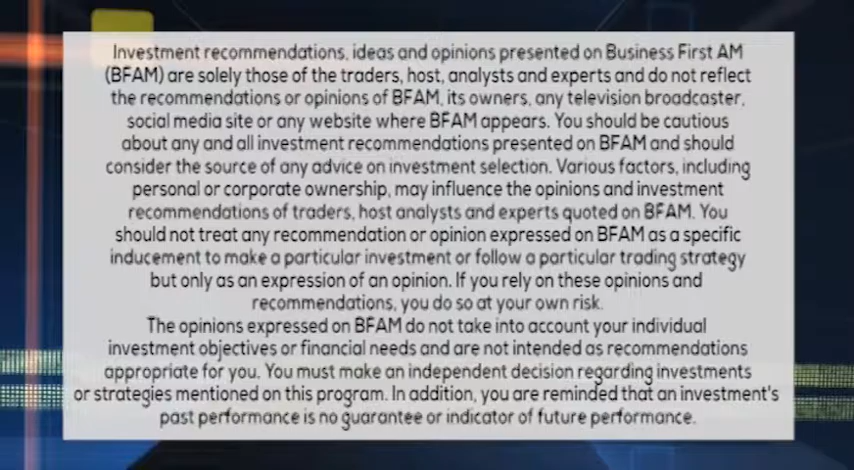 Investment recommendations, ideas and opinions presented on Business First AM
(BFAM) are solely those of the traders, host, analysts and experts and do not reflect
the recommendations or opinions of BFAM, its owners, any television broadcaster,
social media site or any website where BFAM appears. You should be cautious
about any and all investment recommendations presented on BFAM and should
consider the source of any advice on investment selection. Various factors, including
personal or corporate ownership, may influence the opinions and investment
recommendations of traders, host analysts and experts quoted on BFAM. You
should not treat any recommendation or opinion expressed on BFAM as a specific
inducement to make a particular investment or follow a particular trading strategy
but only as an expression of an opinion. If you rely on these opinions and
recommendations, you do so at your own risk.
The opinions expressed on BFAM do not take into account your individual
investment objectives or financial needs and are not intended as recommendations
appropriate for you. You must make an independent decision regarding investments
or strategies mentioned on this program. In addition, you are reminded that an investment's
past performance is no guarantee or indicator of future performance.